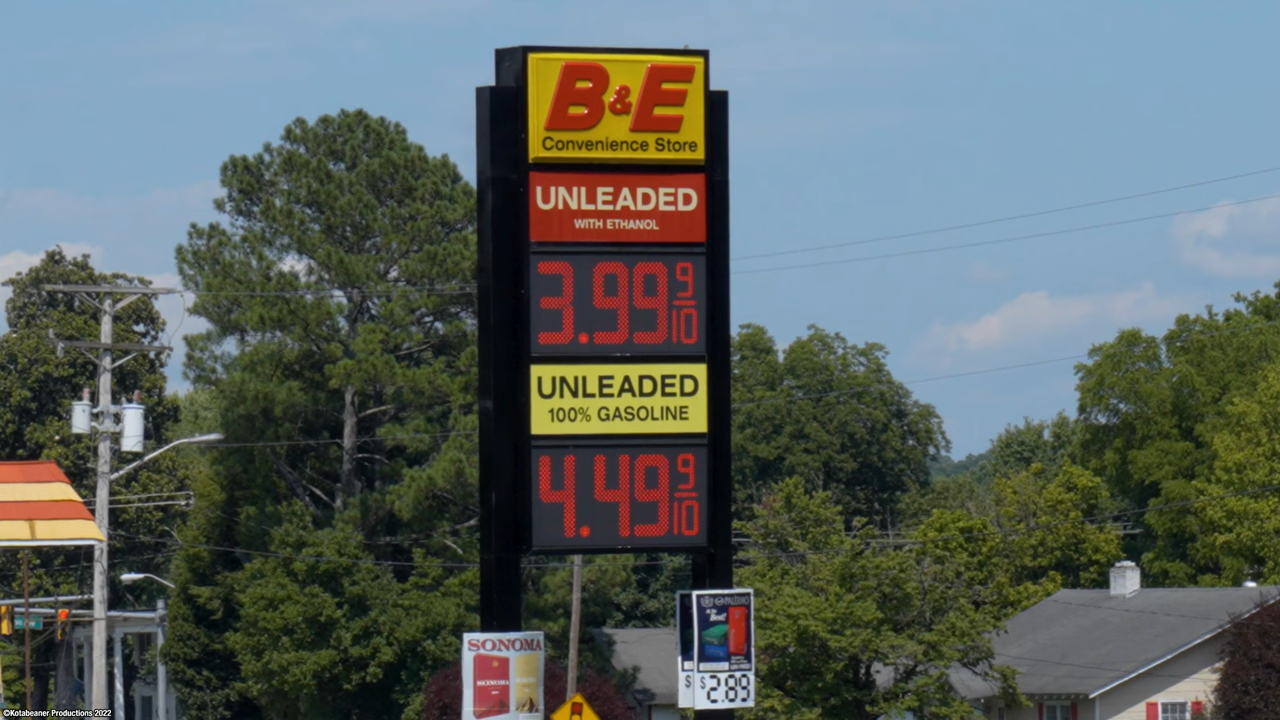 B&E
Convenience Store
UNLEADED
WITH ETHANOL
3.99 9/10
UNLEADED
100% GASOLINE
4.49 9/10
SONOMA
$
$2.89
©Kotabeaner Productions 2022